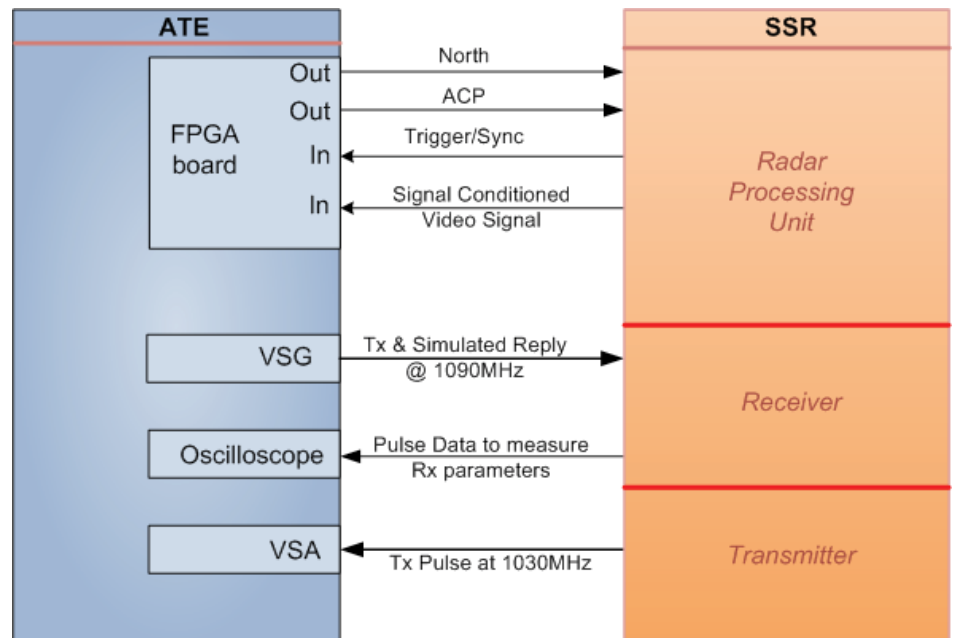 ATE
SSR
Out
North
Out
ACP
FPGA
board
In
Trigger/Sync
In
Signal Conditioned
Video Signal
Radar
Processing
Unit
VSG
Tx & Simulated Reply
@ 1090MHz
Receiver
Oscilloscope
Pulse Data to measure
Rx parameters
VSA
Tx Pulse at 1030MHz
Transmitter